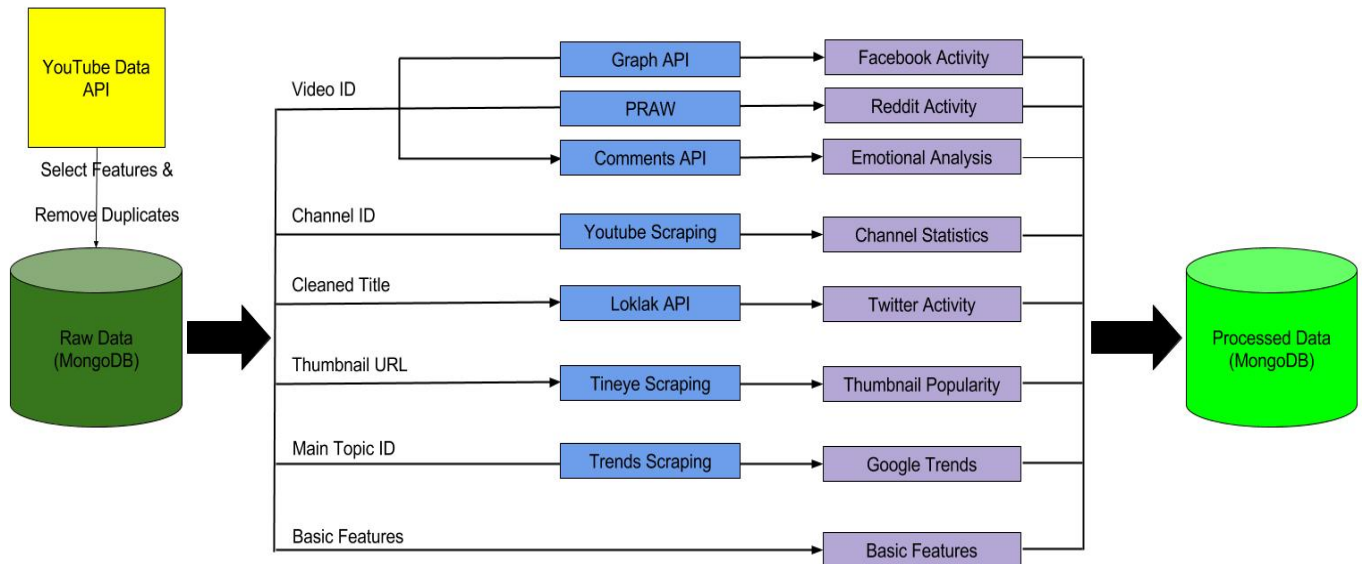 YouTube Data
API
Select Features &
Remove Duplicates
Raw Data
(MongoDB)
Video ID
Graph API
Facebook Activity
PRAW
Reddit Activity
Comments API
Emotional Analysis
Channel ID
Youtube Scraping
Channel Statistics
Cleaned Title
Loklak API
Twitter Activity
Thumbnail URL
Tineye Scraping
Thumbnail Popularity
Main Topic ID
Trends Scraping
Google Trends
Basic Features
Basic Features
Processed Data
(MongoDB)